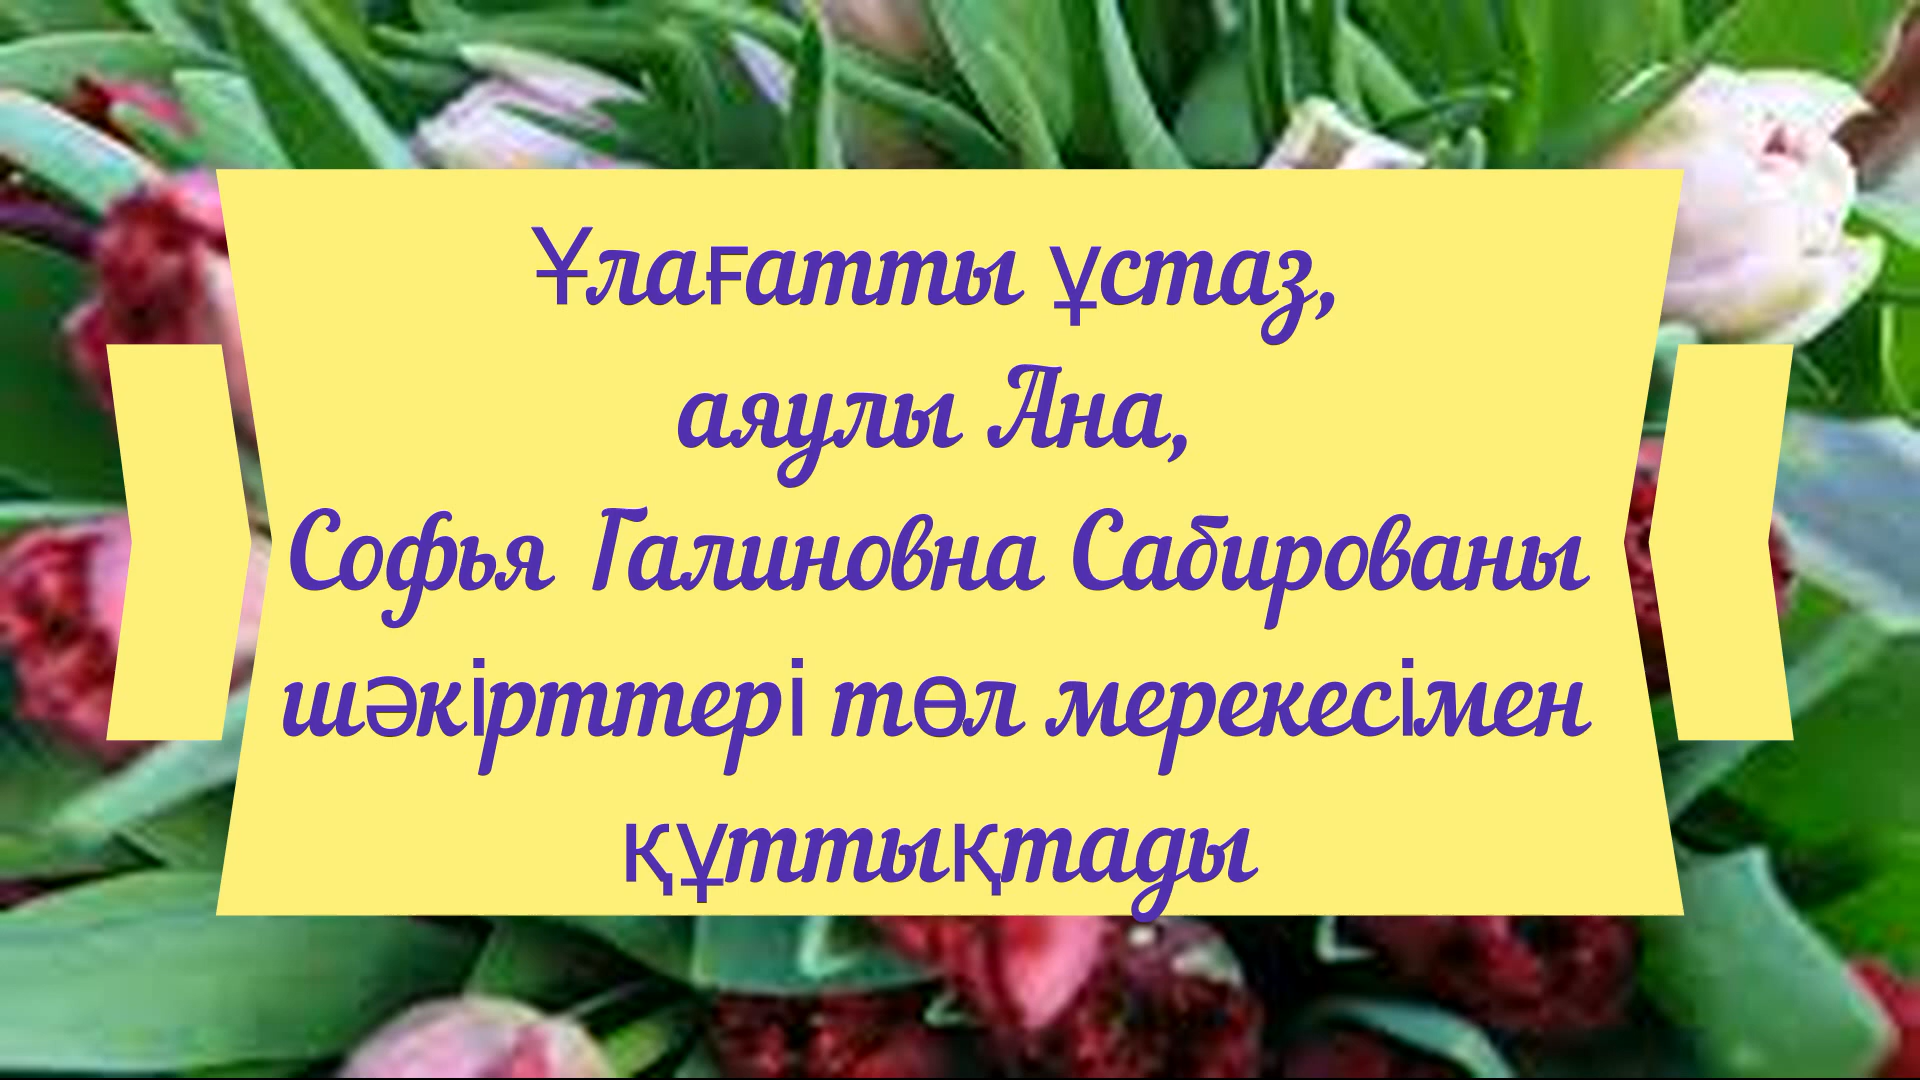 Ұлағатты ұстаз,
аяулы Ана,
Софья Галиновна Сабированы
шәкірттері төл мерекесімен
құттықтады